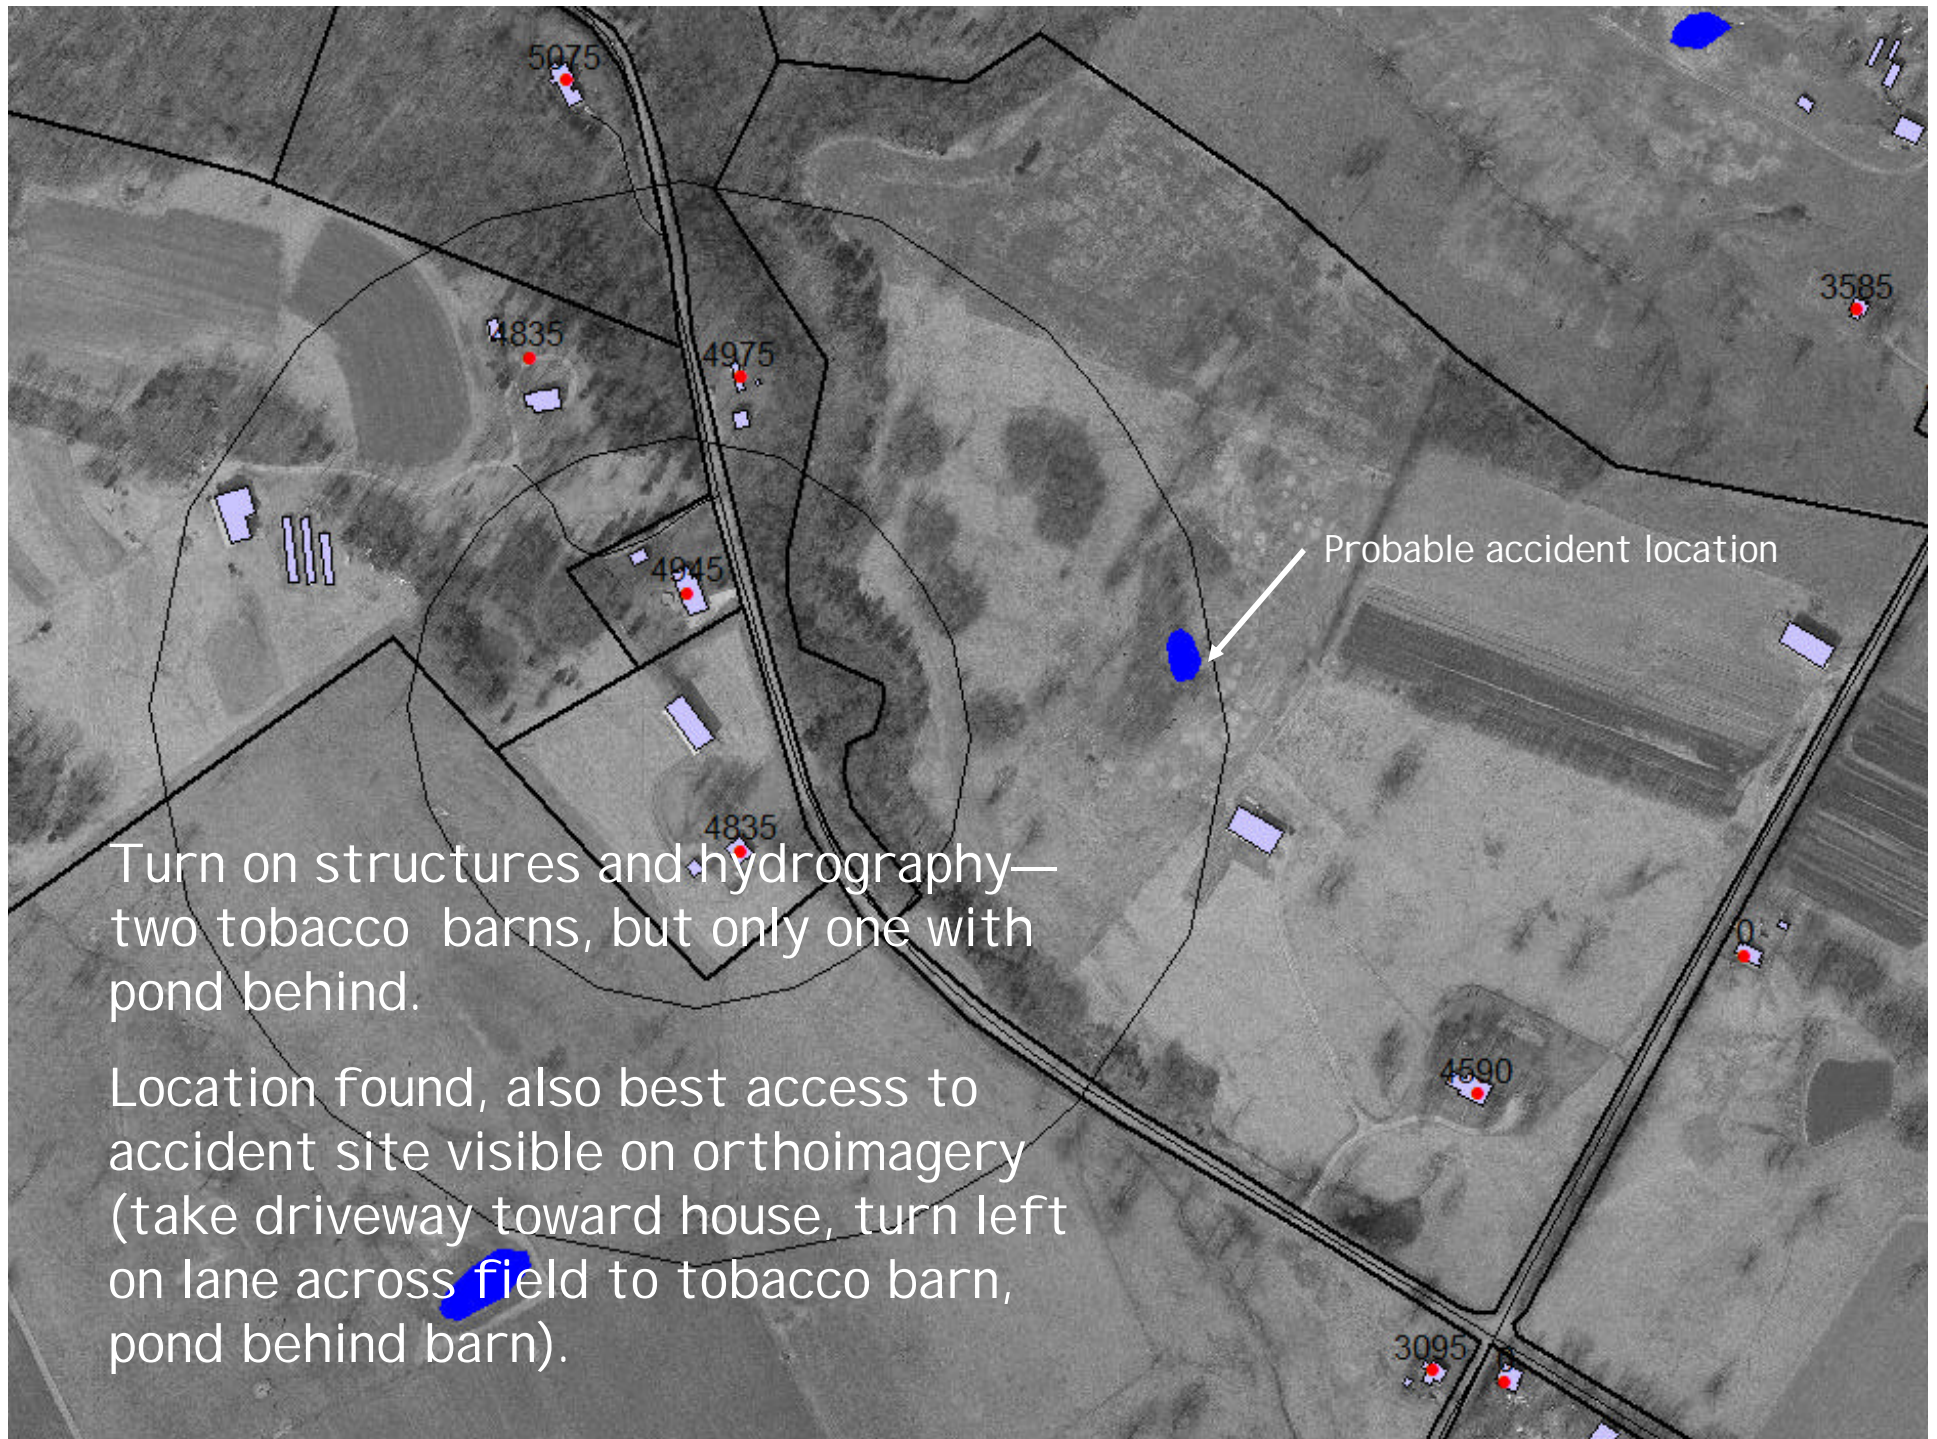 5075
3585
4835
4975
Probable accident location
4945
4835
Turn on structures and hydrography—
two tobacco barns, but only one with
pond behind.
0
Location found, also best access to
accident site visible on orthoimagery
(take driveway toward house, turn left
on lane across field to tobacco barn,
pond behind barn).
4590
3095